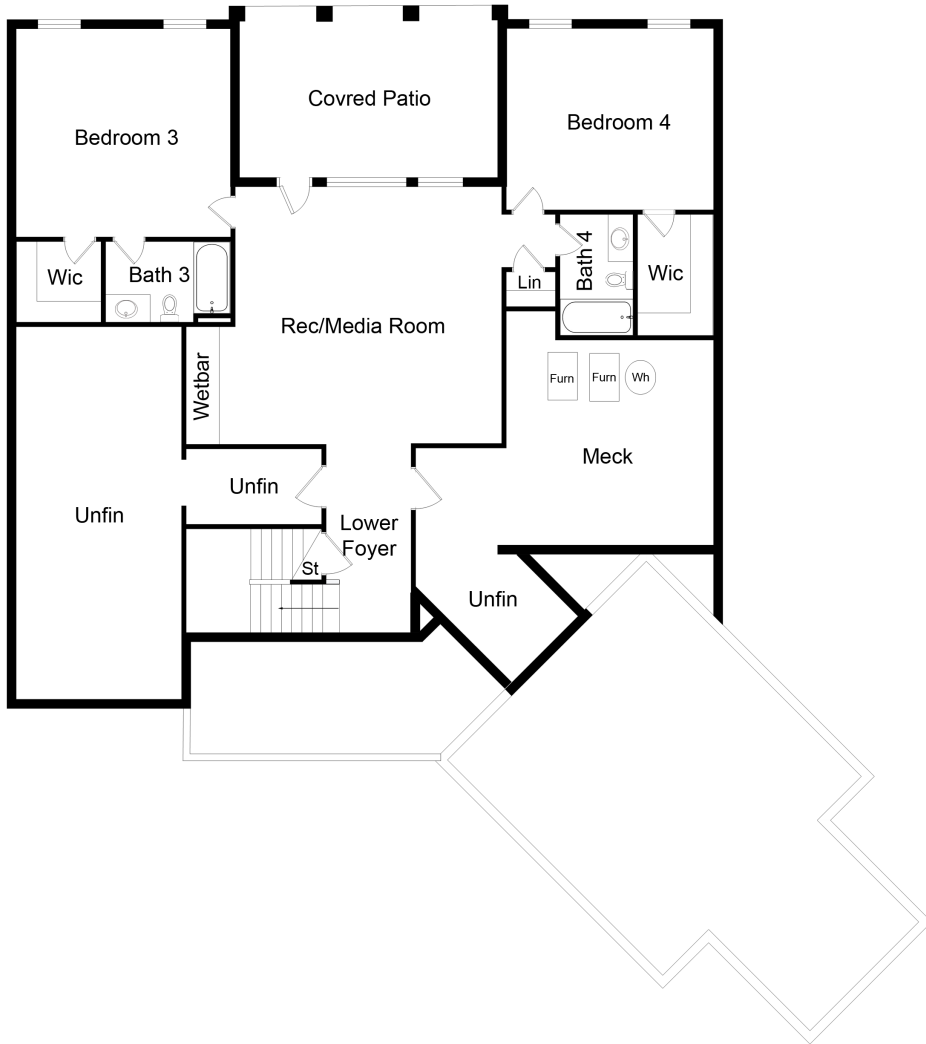 Covred Patio
Bedroom 3
Bedroom 4
Wic
Bath 3
Bath 4
Wic
Lin
Rec/Media Room
Wetbar
Furn
Furn
Wh
Meck
Unfin
Unfin
Lower
Foyer
St
Unfin